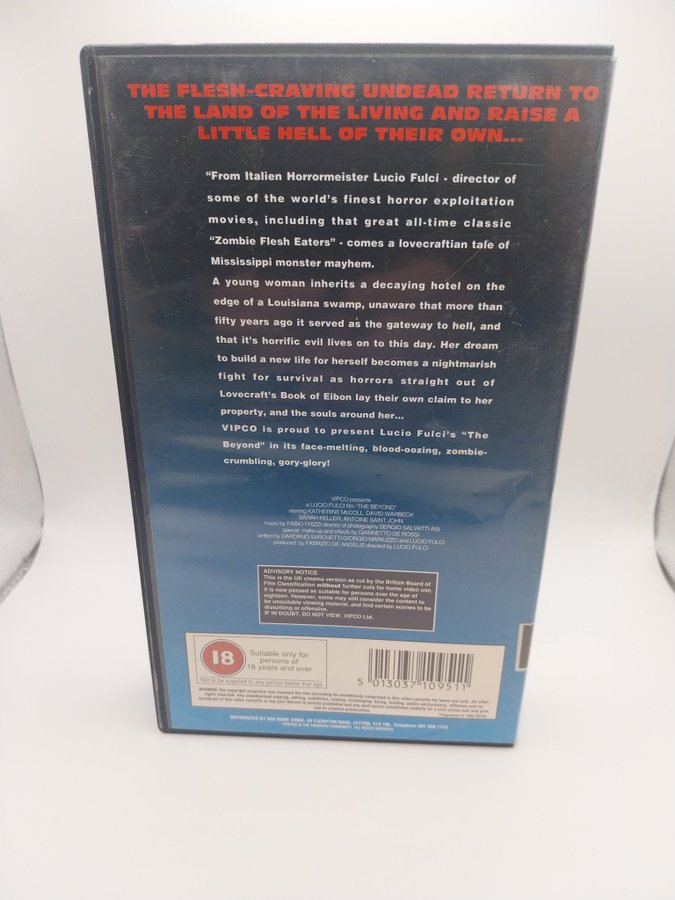 THE FLESH-CRAVING UNDEAD RETURN TO
THE LAND OF THE LIVING AND RAISE A
LITTLE HELL OF THEIR OWN...
"From Italien Horrormeister Lucio Fulci - director of
some of the world's finest horror exploitation
movies, including that great all-time classic
"Zombie Flesh Eaters" - comes a lovecraftian tale of
Mississippi monster mayhem.
A young woman inherits a decaying hotel on the
edge of a Louisiana swamp, unaware that more than
fifty years ago it served as the gateway to hell, and
that it's horrific evil lives on to this day. Her dream
to build a new life for herself becomes a nightmarish
fight for survival as horrors straight out of
Lovecraft's Book of Eibon lay their own claim to her
property, and the souls around her...
VIPCO is proud to present Lucio Fulci's "The
Beyond" in its face-melting, blood-oozing, zombie-
crumbling, gory-glory!
VIPCO presents
a LUCIO FULCI film 'THE BEYOND'
starring KATHERINE McCOLL, DAVID WARBECK
SARAH KELLER, ANTOINE SAINT JOHN
music by FABIO FRIZZI director of photography SERGIO SALVATTI ASI
special make up and effects by GIANNETTO DE ROSSI
written by DARDANO SARCHETTI GIORGIO MARIUZZO and LUCIO FULCI
produced by FABRIZIO DE ANGELIS directed by LUCIO FULCI
ADVISORY NOTICE
This is the UK cinema version as cut by the British Board of
Film Classification without further cuts for home video use.
It is now passed as suitable for persons over the age of
eighteen. However, some may still consider the content to
be unsuitable viewing material, and find certain scenes to be
disturbing or offensive.
IF IN DOUBT, DO NOT VIEW. VIPCO Ltd.
18
Suitable only for
persons of
18 years and over
Not to be supplied to any person below that age
5 013037 109511